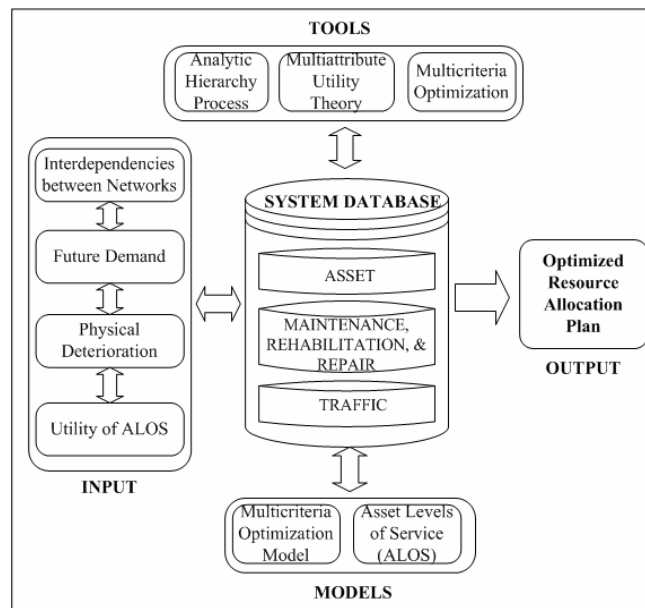 TOOLS
Analytic
Hierarchy
Process
Multiattribute
Utility
Theory
Multicriteria
Optimization
Interdependencies
between Networks
Future Demand
Physical
Deterioration
Utility of ALOS
INPUT
SYSTEM DATABASE
ASSET
MAINTENANCE,
REHABILITATION, &
REPAIR
TRAFFIC
Optimized
Resource
Allocation
Plan
OUTPUT
Multicriteria
Optimization
Model
Asset Levels
of Service
(ALOS)
MODELS